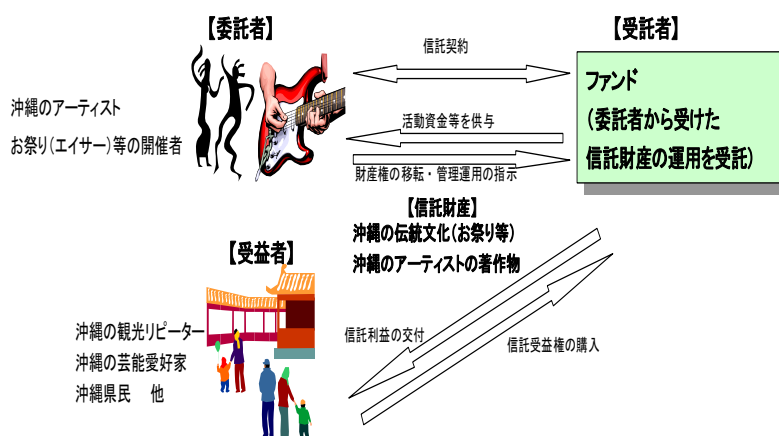 【委託者】
【受託者】
信託契約
沖縄のアーティスト
お祭り(エイサー)等の開催者
ファンド
(委託者から受けた
信託財産の運用を受託)
活動資金等を供与
財産権の移転・管理運用の指示
【信託財産】
沖縄の伝統文化(お祭り等)
沖縄のアーティストの著作物
【受益者】
沖縄の観光リピーター
沖縄の芸能愛好家
沖縄県民　他
信託利益の交付
信託受益権の購入